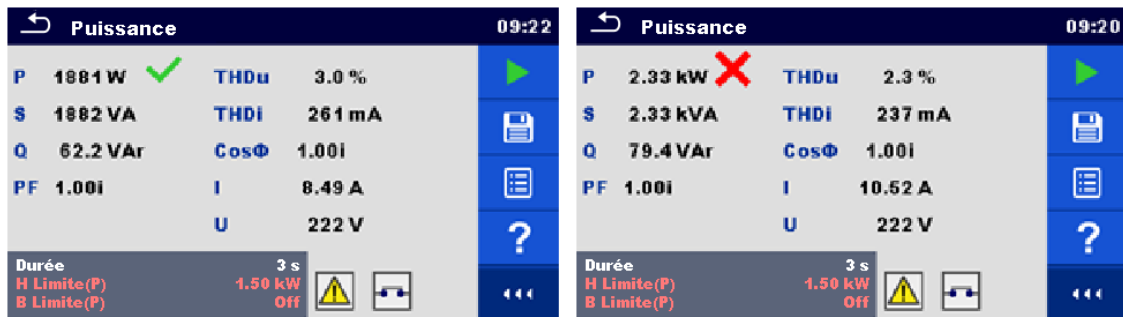 Puissance 09:22
P 1881 W THDu 3.0 %
S 1882 VA THDi 261 mA
Q 62.2 VAr CosΦ 1.00i
PF 1.00i I 8.49 A
U 222 V
?
Durée 3 s
H Limite(P) 1.50 kW
B Limite(P) Off
Puissance 09:20
P 2.33 kW THDu 2.3 %
S 2.33 kVA THDi 237 mA
Q 79.4 VAr CosΦ 1.00i
PF 1.00i I 10.52 A
U 222 V
?
Durée 3 s
H Limite(P) 1.50 kW
B Limite(P) Off